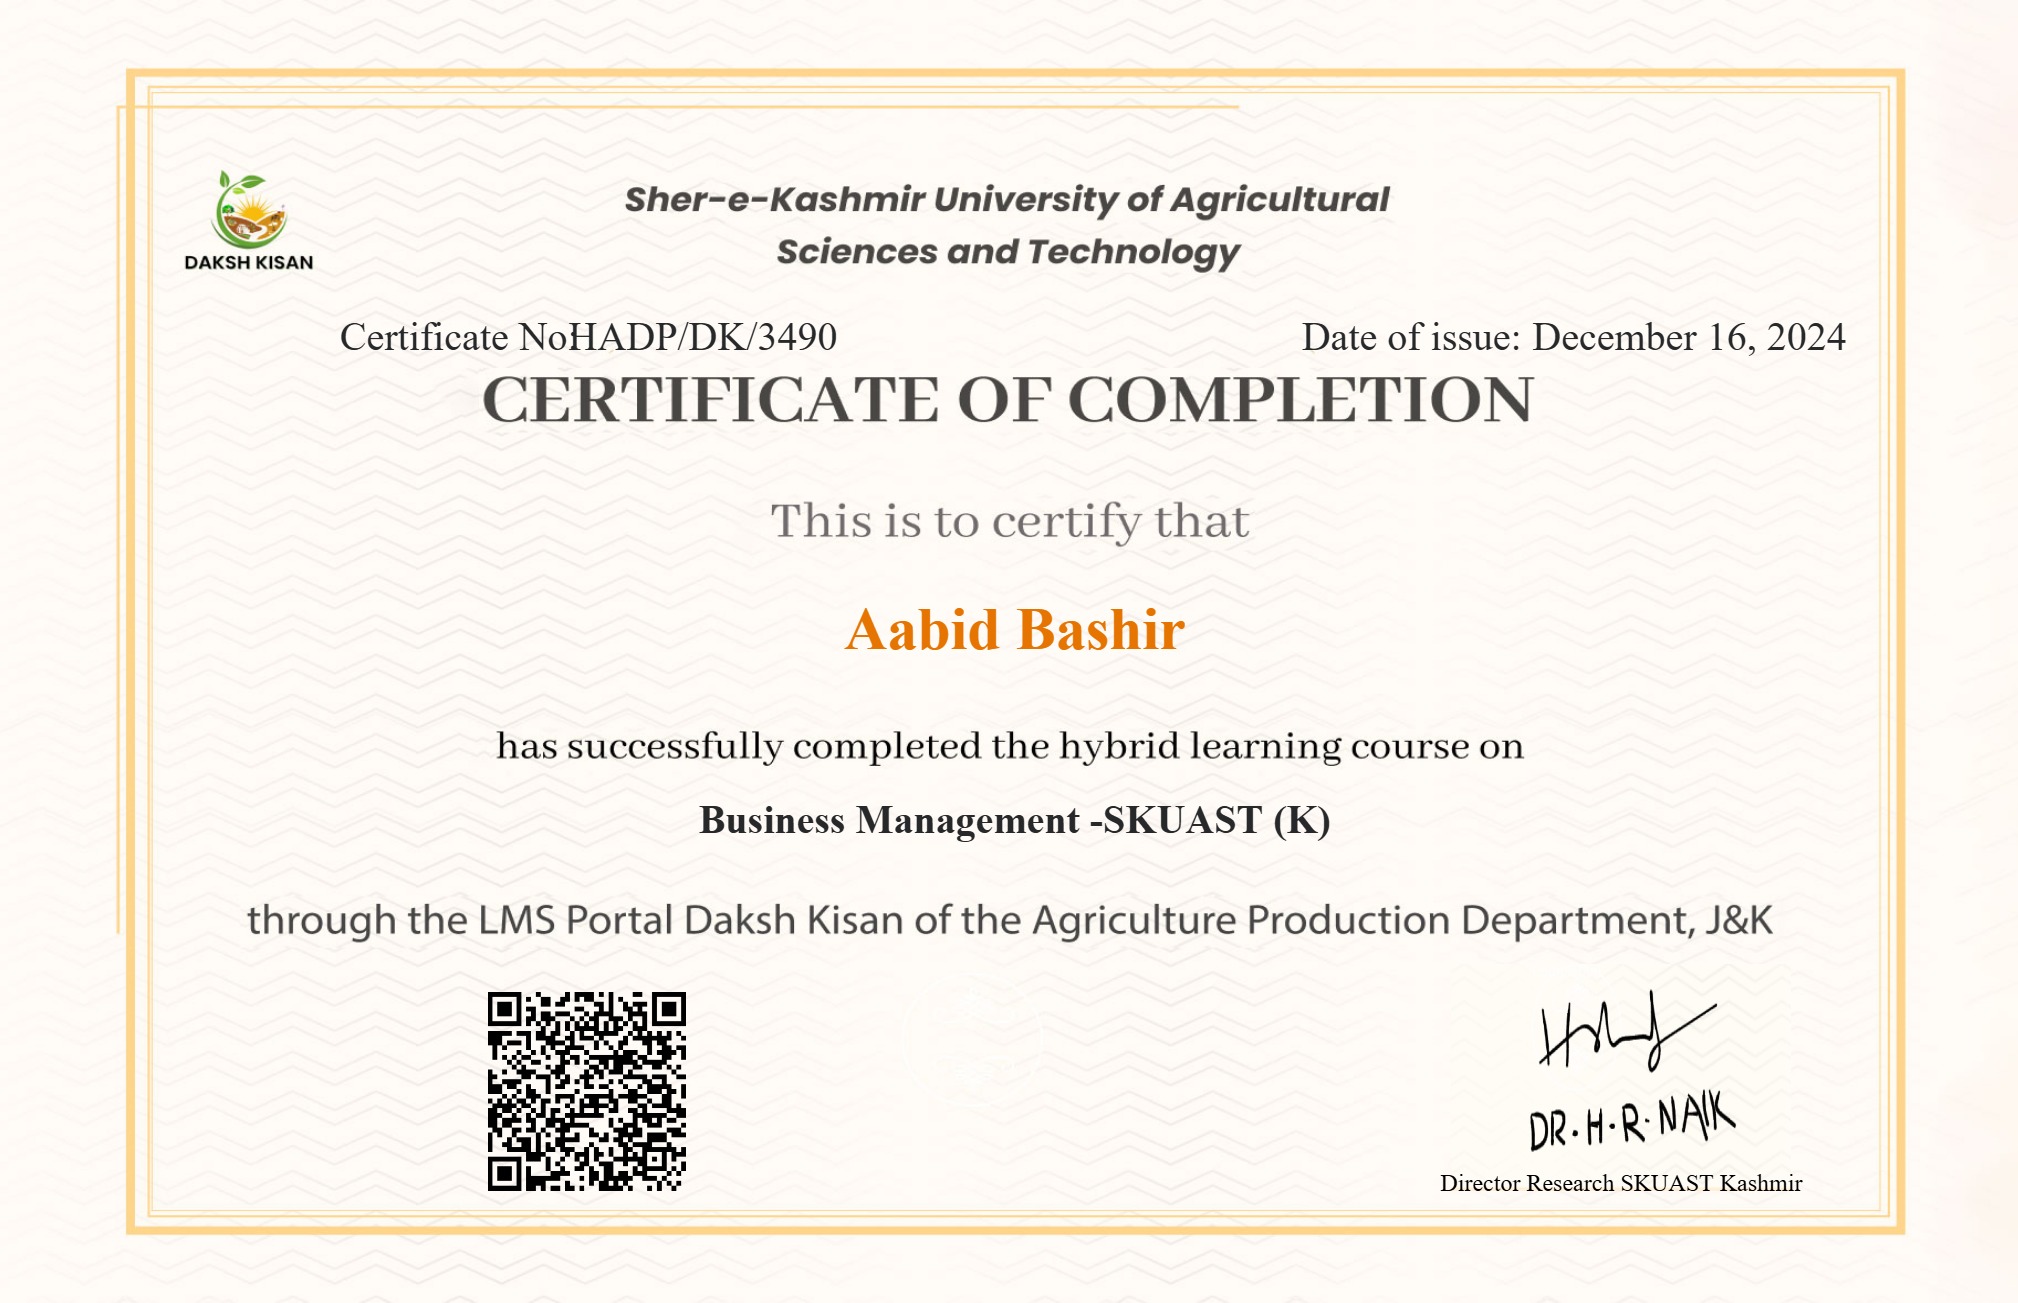 DAKSH KISAN
Sher-e-Kashmir University of Agricultural
Sciences and Technology
Certificate NoHADP/DK/3490
Date of issue: December 16, 2024
CERTIFICATE OF COMPLETION
This is to certify that
Aabid Bashir
has successfully completed the hybrid learning course on
Business Management -SKUAST (K)
through the LMS Portal Daksh Kisan of the Agriculture Production Department, J&K
DR. H. R. NAIK
Director Research SKUAST Kashmir